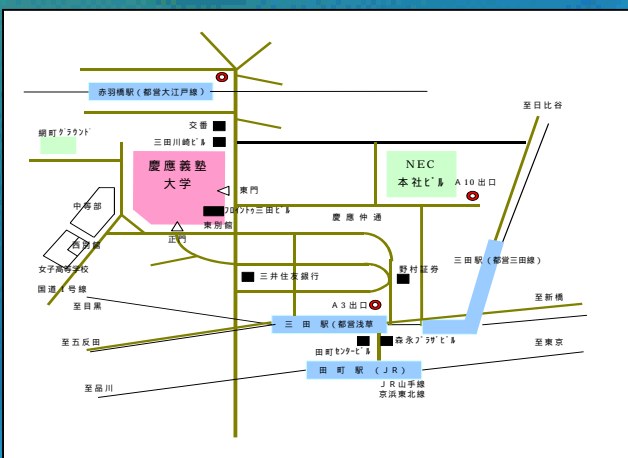 赤羽橋駅(都営大江戸線)
至日比谷
交番
網町グラウンド
三田川崎ビル
慶應義塾
大学
NEC
本社ビル
A10出口
東門
中等部
フロイントゥ三田ビル
慶應仲通
東別館
正門
西別館
三田駅(都営三田線)
女子高等学校
三井住友銀行
野村証券
国道1号線
至目黒
A3出口
至新橋
三田駅(都営浅草
至五反田
森永プラザビル
至東京
田町センタービル
田町駅(JR)
至品川
JR山手線
京浜東北線